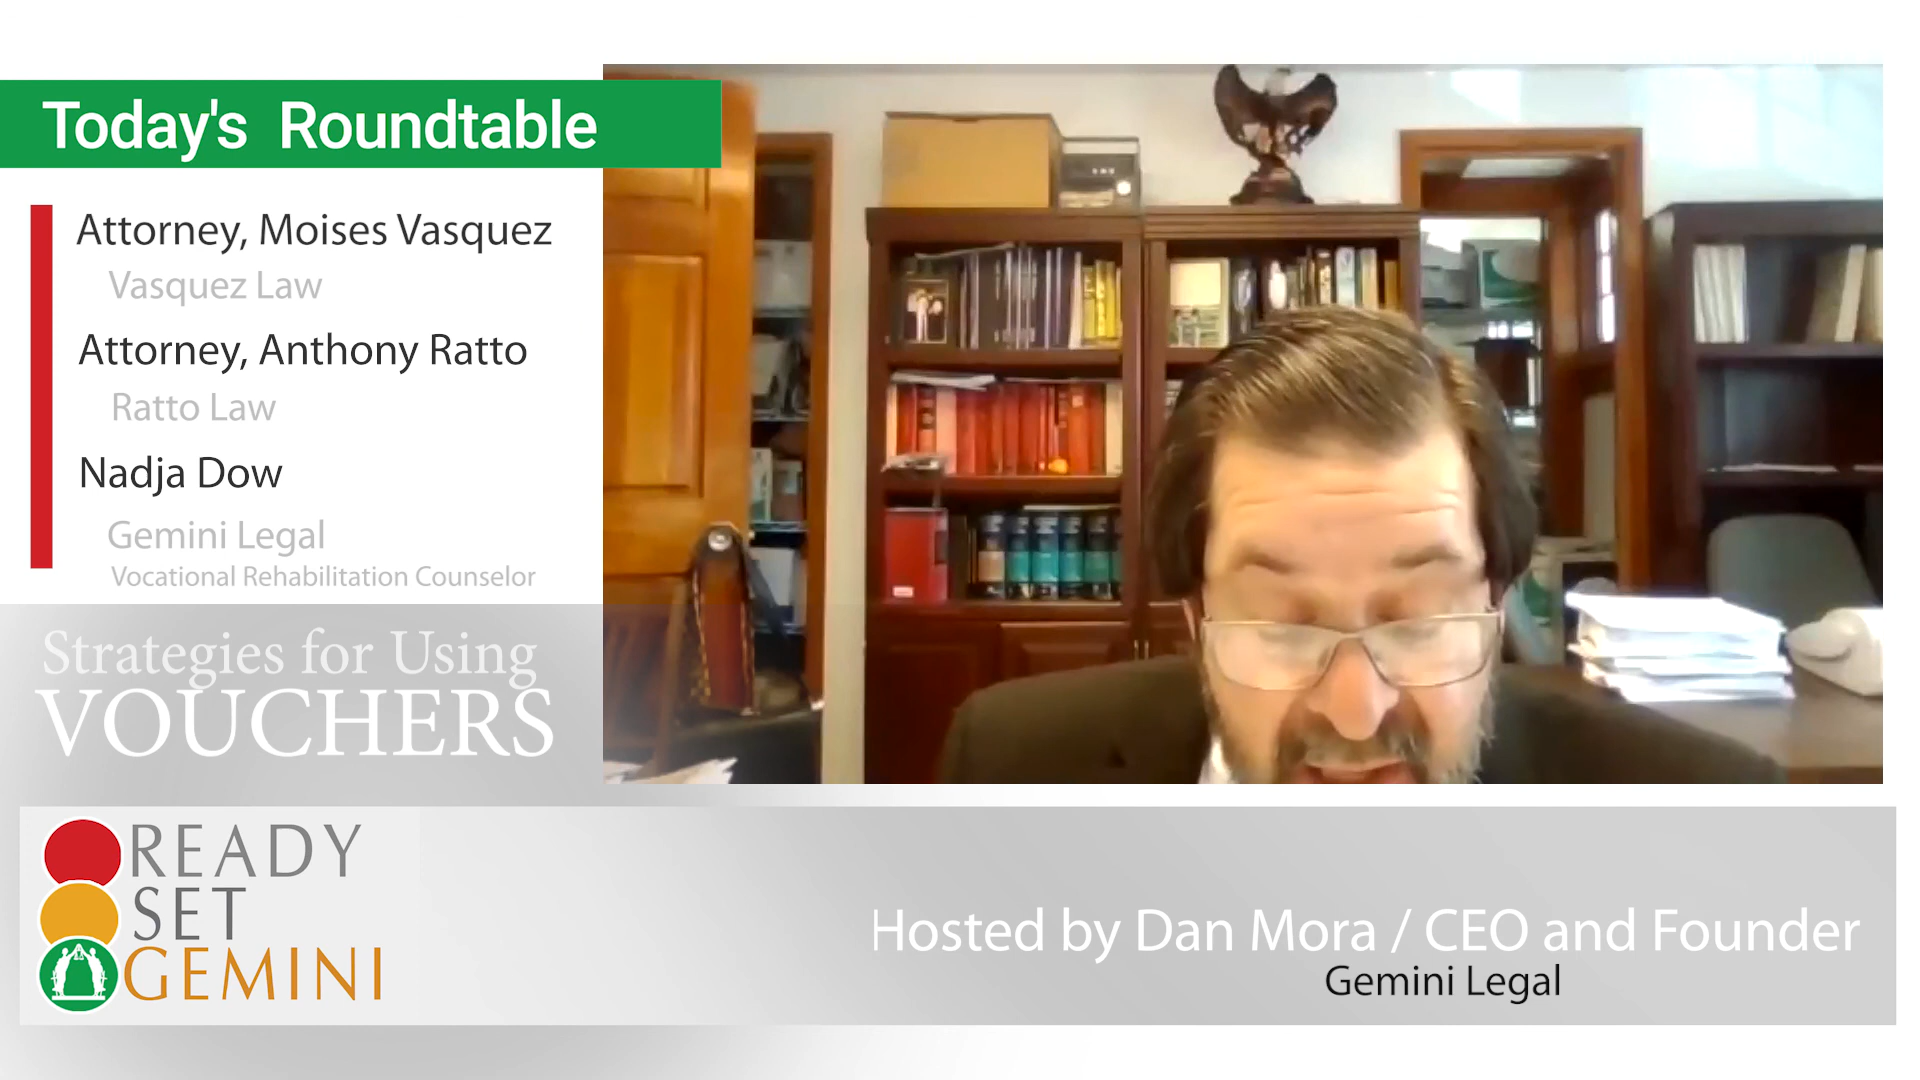 Today's Roundtable
Attorney, Moises Vasquez
Vasquez Law
Attorney, Anthony Ratto
Ratto Law
Nadja Dow
Gemini Legal
Vocational Rehabilitation Counselor
Strategies for Using
VOUCHERS
READY
SET
GEMINI
Hosted by Dan Mora / CEO and Founder
Gemini Legal